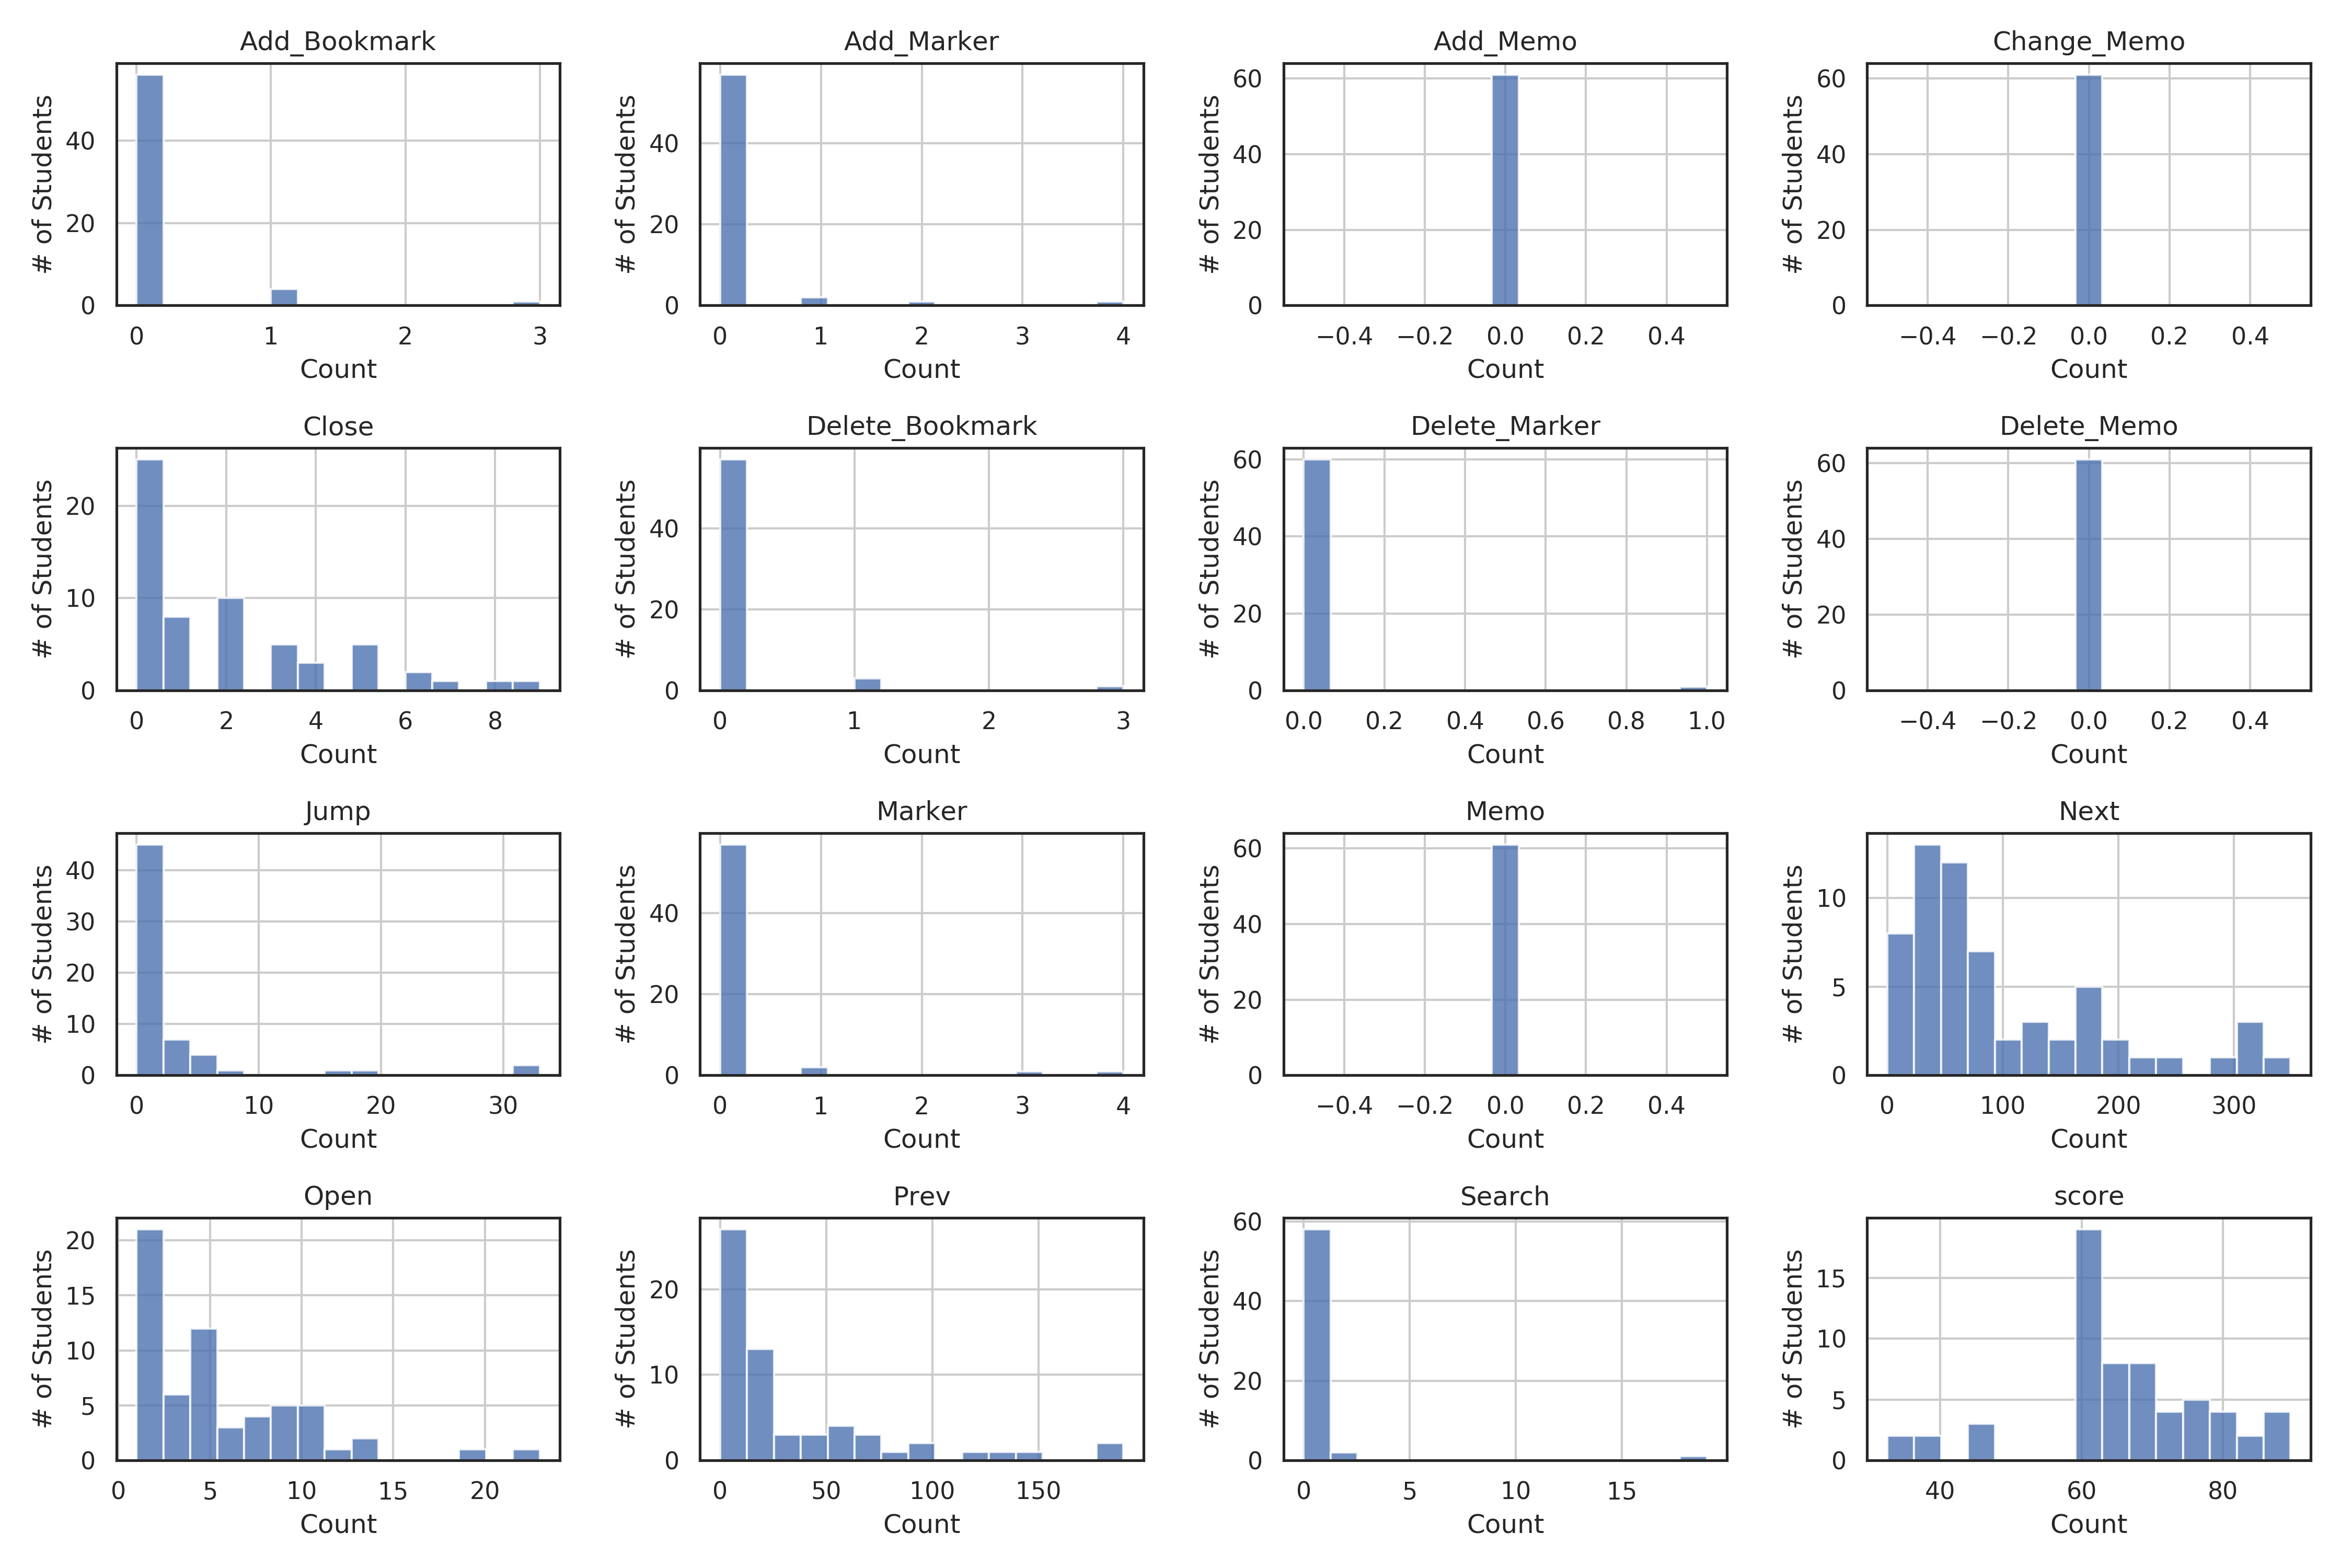 Add_Bookmark
# of Students
40
20
0
0 1 2 3
Count
Add_Marker
# of Students
40
20
0
0 1 2 3 4
Count
Add_Memo
# of Students
60
40
20
0
−0.4 −0.2 0.0 0.2 0.4
Count
Change_Memo
# of Students
60
40
20
0
−0.4 −0.2 0.0 0.2 0.4
Count
Close
# of Students
20
10
0
0 2 4 6 8
Count
Delete_Bookmark
# of Students
40
20
0
0 1 2 3
Count
Delete_Marker
# of Students
60
40
20
0
0.0 0.2 0.4 0.6 0.8 1.0
Count
Delete_Memo
# of Students
60
40
20
0
−0.4 −0.2 0.0 0.2 0.4
Count
Jump
# of Students
40
30
20
10
0
0 10 20 30
Count
Marker
# of Students
40
20
0
0 1 2 3 4
Count
Memo
# of Students
60
40
20
0
−0.4 −0.2 0.0 0.2 0.4
Count
Next
# of Students
10
5
0
0 100 200 300
Count
Open
# of Students
20
15
10
5
0
0 5 10 15 20
Count
Prev
# of Students
20
10
0
0 50 100 150
Count
Search
# of Students
60
40
20
0
0 5 10 15
Count
score
# of Students
15
10
5
0
40 60 80
Count